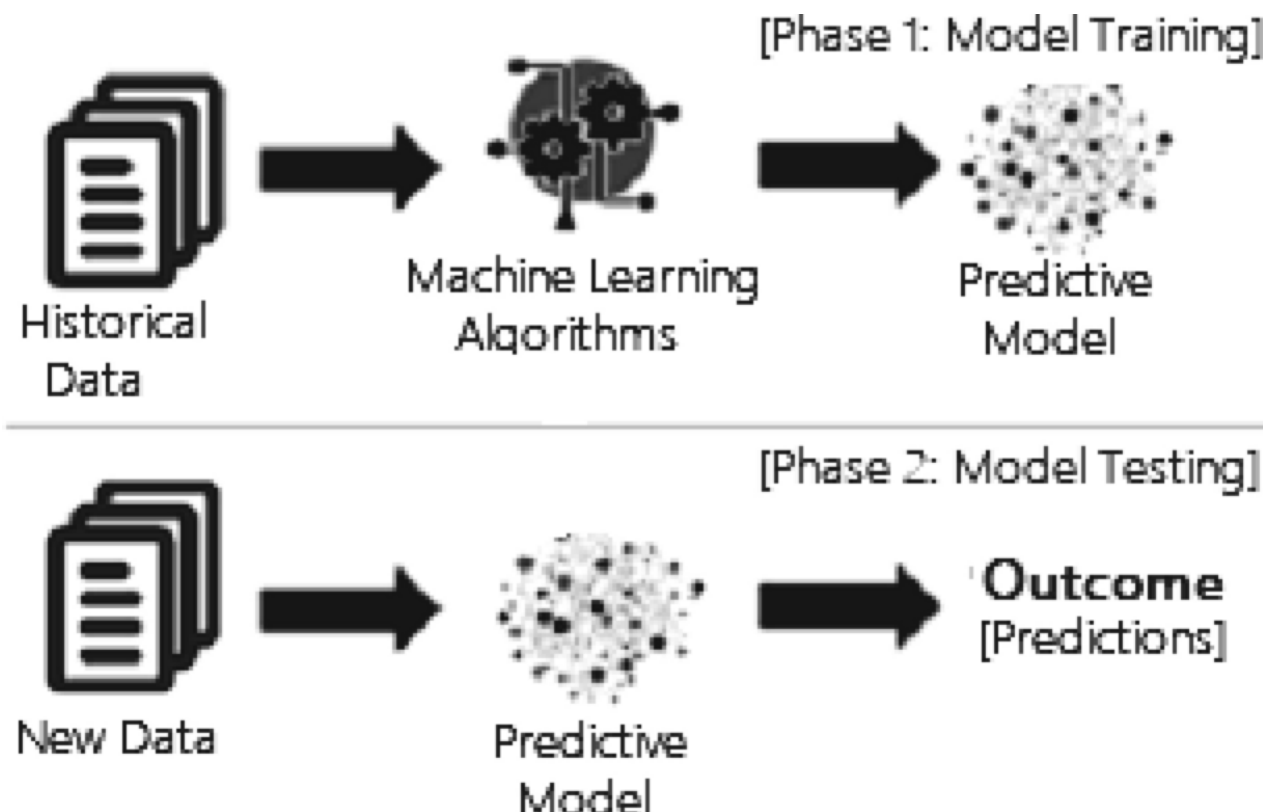 [Phase 1: Model Training]
Historical
Data
Machine Learning
Algorithms
Predictive
Model
[Phase 2: Model Testing]
New Data
Predictive
Model
Outcome
[Predictions]